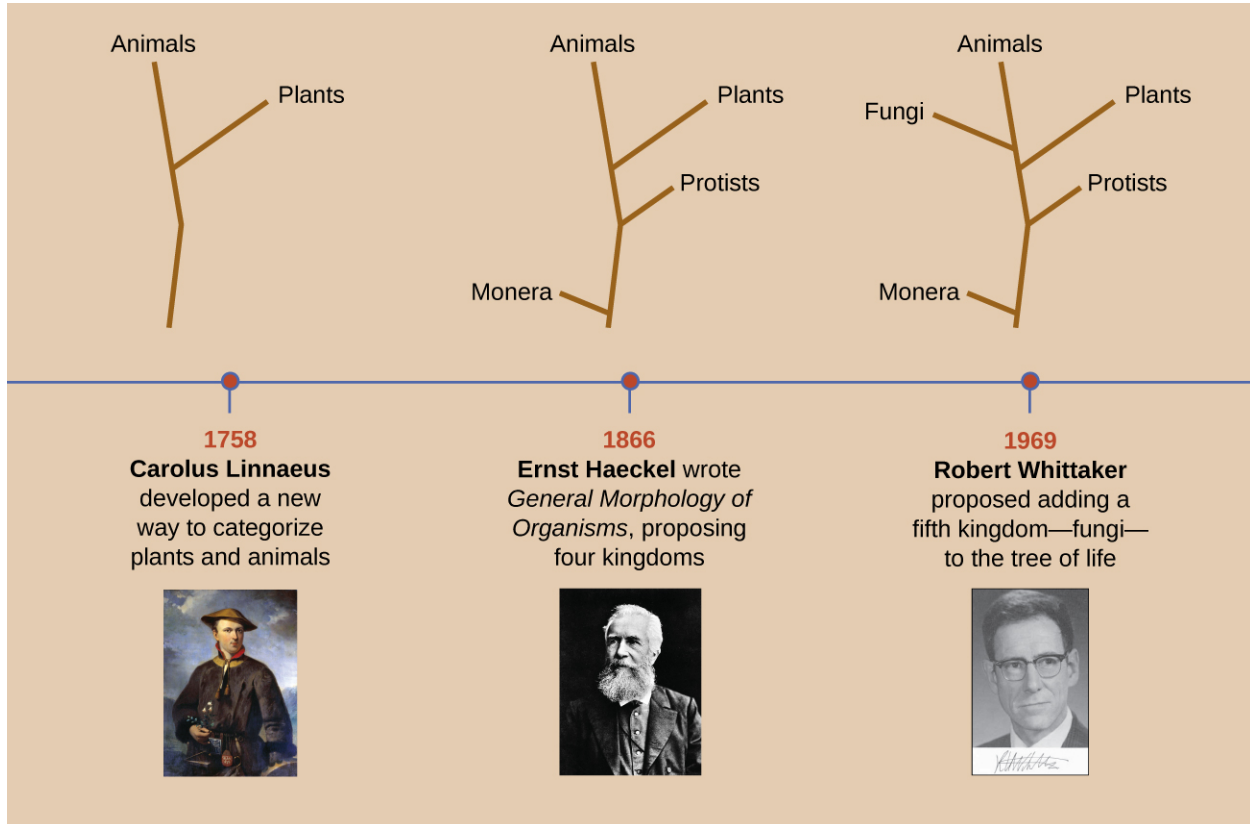 Animals
Plants
Animals
Plants
Protists
Monera
Animals
Fungi
Plants
Protists
Monera
1758
Carolus Linnaeus
developed a new
way to categorize
plants and animals
1866
Ernst Haeckel wrote
General Morphology of
Organisms, proposing
four kingdoms
1969
Robert Whittaker
proposed adding a
fifth kingdom—fungi—
to the tree of life